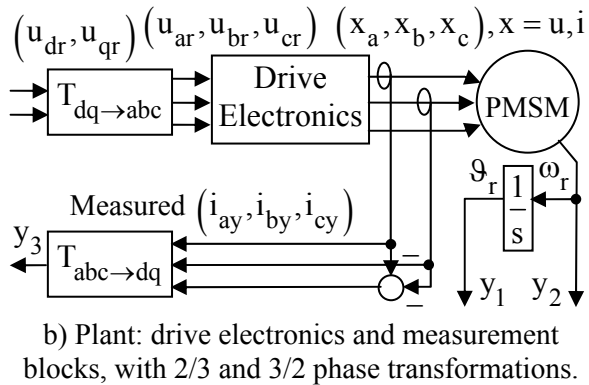 (u_dr, u_qr) (u_ar, u_br, u_cr) (x_a, x_b, x_c), x = u, i
T_dq→abc
Drive
Electronics
PMSM
ϑ_r 1/s ω_r
Measured (i_ay, i_by, i_cy)
y_3
T_abc→dq
− −
y_1 y_2
b) Plant: drive electronics and measurement
blocks, with 2/3 and 3/2 phase transformations.